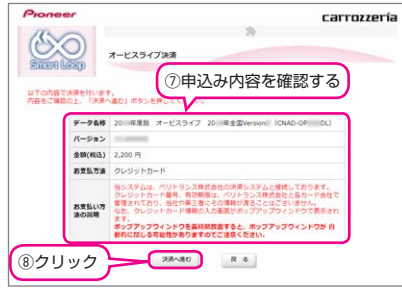 Pioneer
carrozzeria
Smart Loop
オービスライブ決済
⑦申込み内容を確認する
以下の内容で決済を行います。
内容をご確認の上、「決済へ進む」ボタンを押してください。
データ名称 20 年度版 オービスライブ 20 年全国Version (CNAD-OP DL)
バージョン
金額(税込) 2,200 円
お支払方法 クレジットカード
お支払い方法の説明
当システムは、ベリトランス株式会社の決済システムと接続しております。
クレジットカード番号、有効期限は、ベリトランス株式会社と各カード会社で
管理されており、当社や第三者にその情報が渡ることはございません。
なお、クレジットカード情報の入力画面がポップアップウィンドウで表示されます。
ポップアップウィンドウを長時間放置すると、ポップアップウィンドウが 自
動的に閉じる可能性がありますのでご注意ください。
⑧クリック
決済へ進む
戻 る